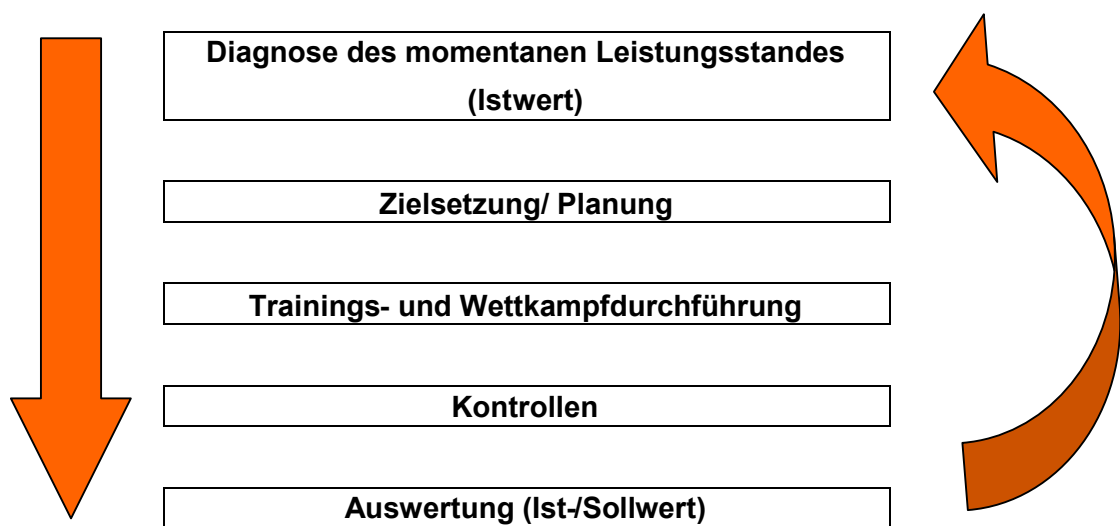 Diagnose des momentanen Leistungsstandes
(Istwert)
Zielsetzung/ Planung
Trainings- und Wettkampfdurchführung
Kontrollen
Auswertung (Ist-/Sollwert)